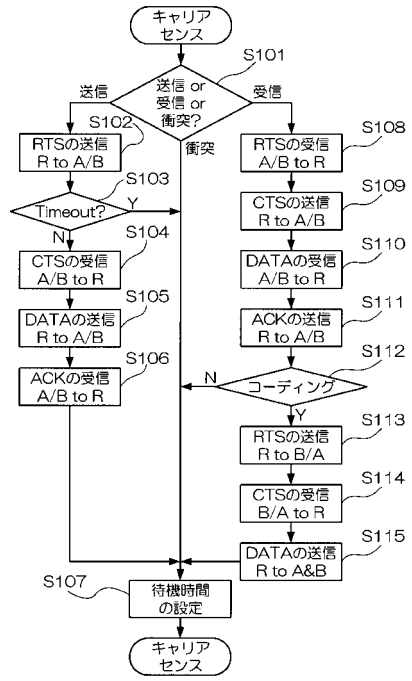 キャリア
センス
S101
送信 or
受信 or
衝突?
送信
受信
衝突
S102
RTSの送信
R to A/B
S103
Timeout?
Y
N
S104
CTSの受信
A/B to R
S105
DATAの送信
R to A/B
S106
ACKの受信
A/B to R
S108
RTSの受信
A/B to R
S109
CTSの送信
R to A/B
S110
DATAの受信
A/B to R
S111
ACKの送信
R to A/B
S112
コーディング
N
Y
S113
RTSの送信
R to B/A
S114
CTSの受信
B/A to R
S115
DATAの送信
R to A&B
S107
待機時間
の設定
キャリア
センス